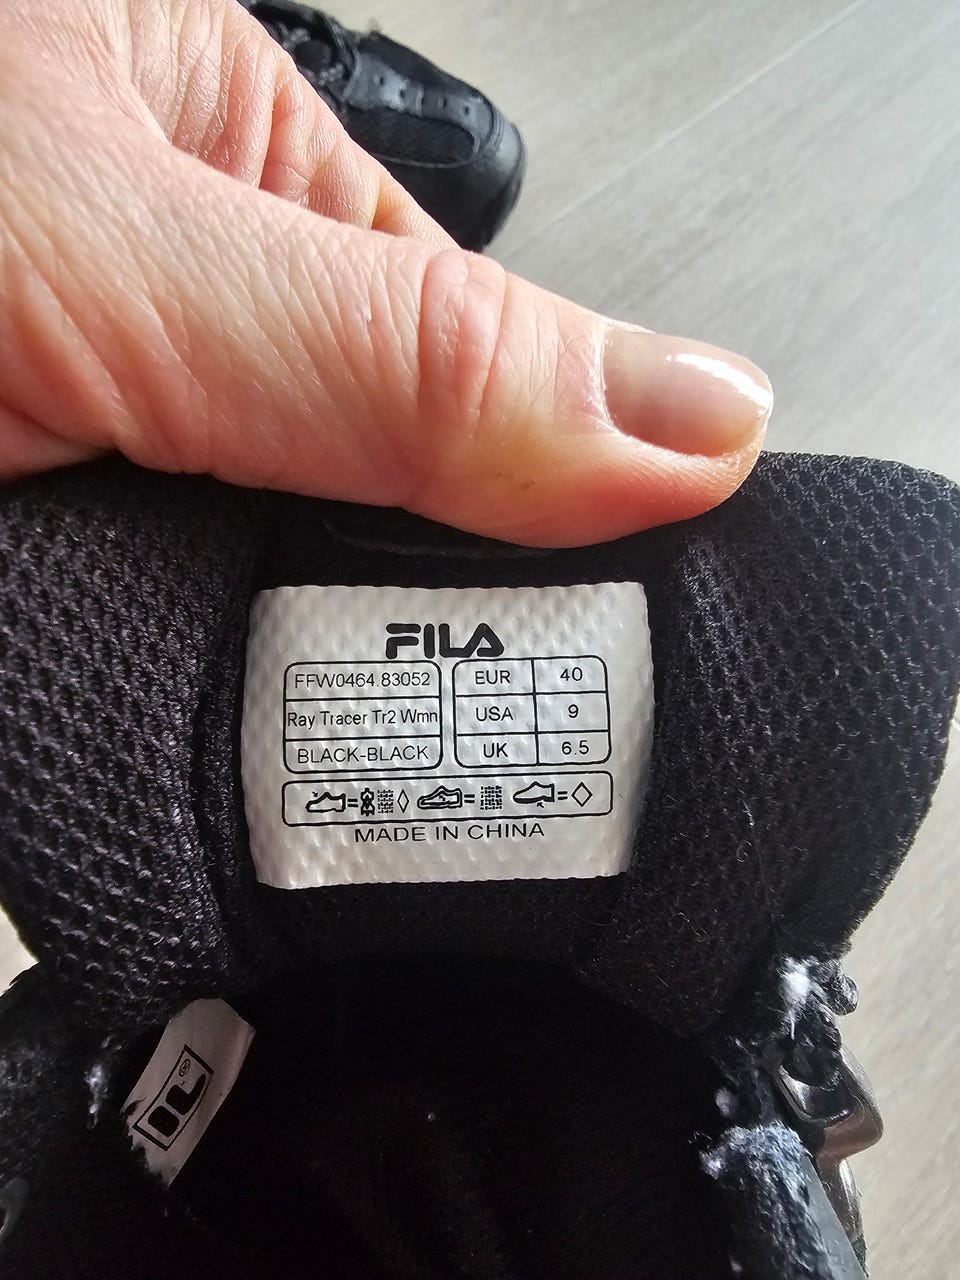 FILA
FFW0464.83052
Ray Tracer Tr2 Wmn
BLACK-BLACK
EUR 40
USA 9
UK 6.5
MADE IN CHINA